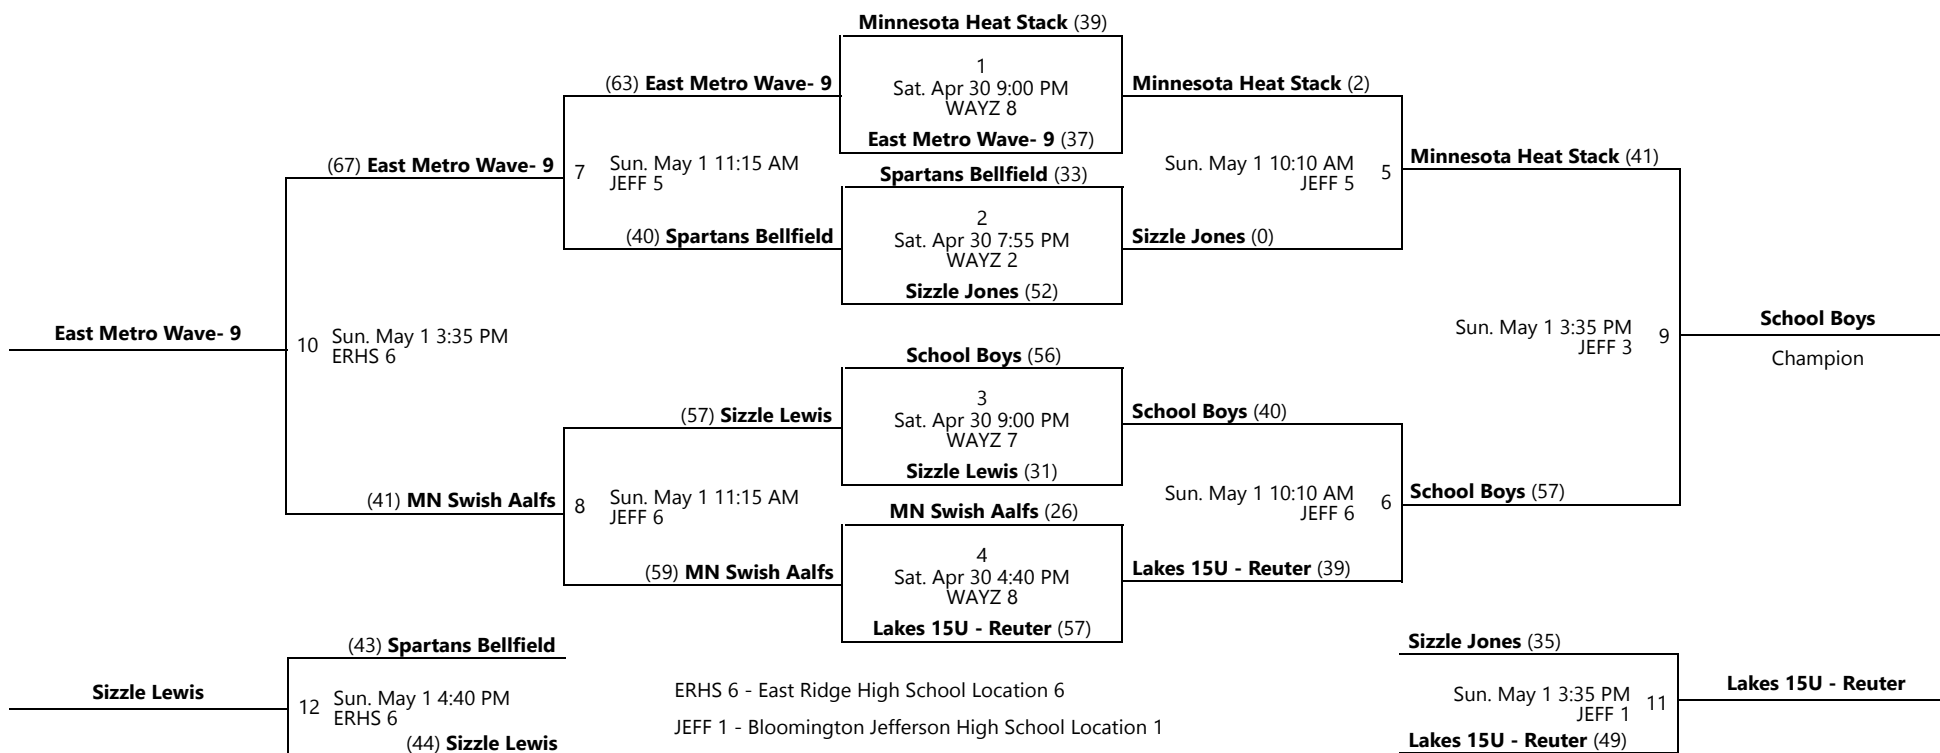 Minnesota Heat Stack (39)
1
Sat. Apr 30 9:00 PM
WAYZ 8
East Metro Wave- 9 (37)
(63) East Metro Wave- 9
Minnesota Heat Stack (2)
(67) East Metro Wave- 9
7
Sun. May 1 11:15 AM
JEFF 5
Spartans Bellfield (33)
Sun. May 1 10:10 AM
JEFF 5
5
Minnesota Heat Stack (41)
2
Sat. Apr 30 7:55 PM
WAYZ 2
Sizzle Jones (52)
(40) Spartans Bellfield
Sizzle Jones (0)
East Metro Wave- 9
10
Sun. May 1 3:35 PM
ERHS 6
Sun. May 1 3:35 PM
JEFF 3
9
School Boys
Champion
School Boys (56)
3
Sat. Apr 30 9:00 PM
WAYZ 7
Sizzle Lewis (31)
(57) Sizzle Lewis
School Boys (40)
(41) MN Swish Aalfs
8
Sun. May 1 11:15 AM
JEFF 6
MN Swish Aalfs (26)
Sun. May 1 10:10 AM
JEFF 6
6
School Boys (57)
4
Sat. Apr 30 4:40 PM
WAYZ 8
Lakes 15U - Reuter (57)
(59) MN Swish Aalfs
Lakes 15U - Reuter (39)
(43) Spartans Bellfield
Sizzle Lewis
12
Sun. May 1 4:40 PM
ERHS 6
(44) Sizzle Lewis
ERHS 6 - East Ridge High School Location 6
JEFF 1 - Bloomington Jefferson High School Location 1
Sizzle Jones (35)
Sun. May 1 3:35 PM
JEFF 1
11
Lakes 15U - Reuter
Lakes 15U - Reuter (49)